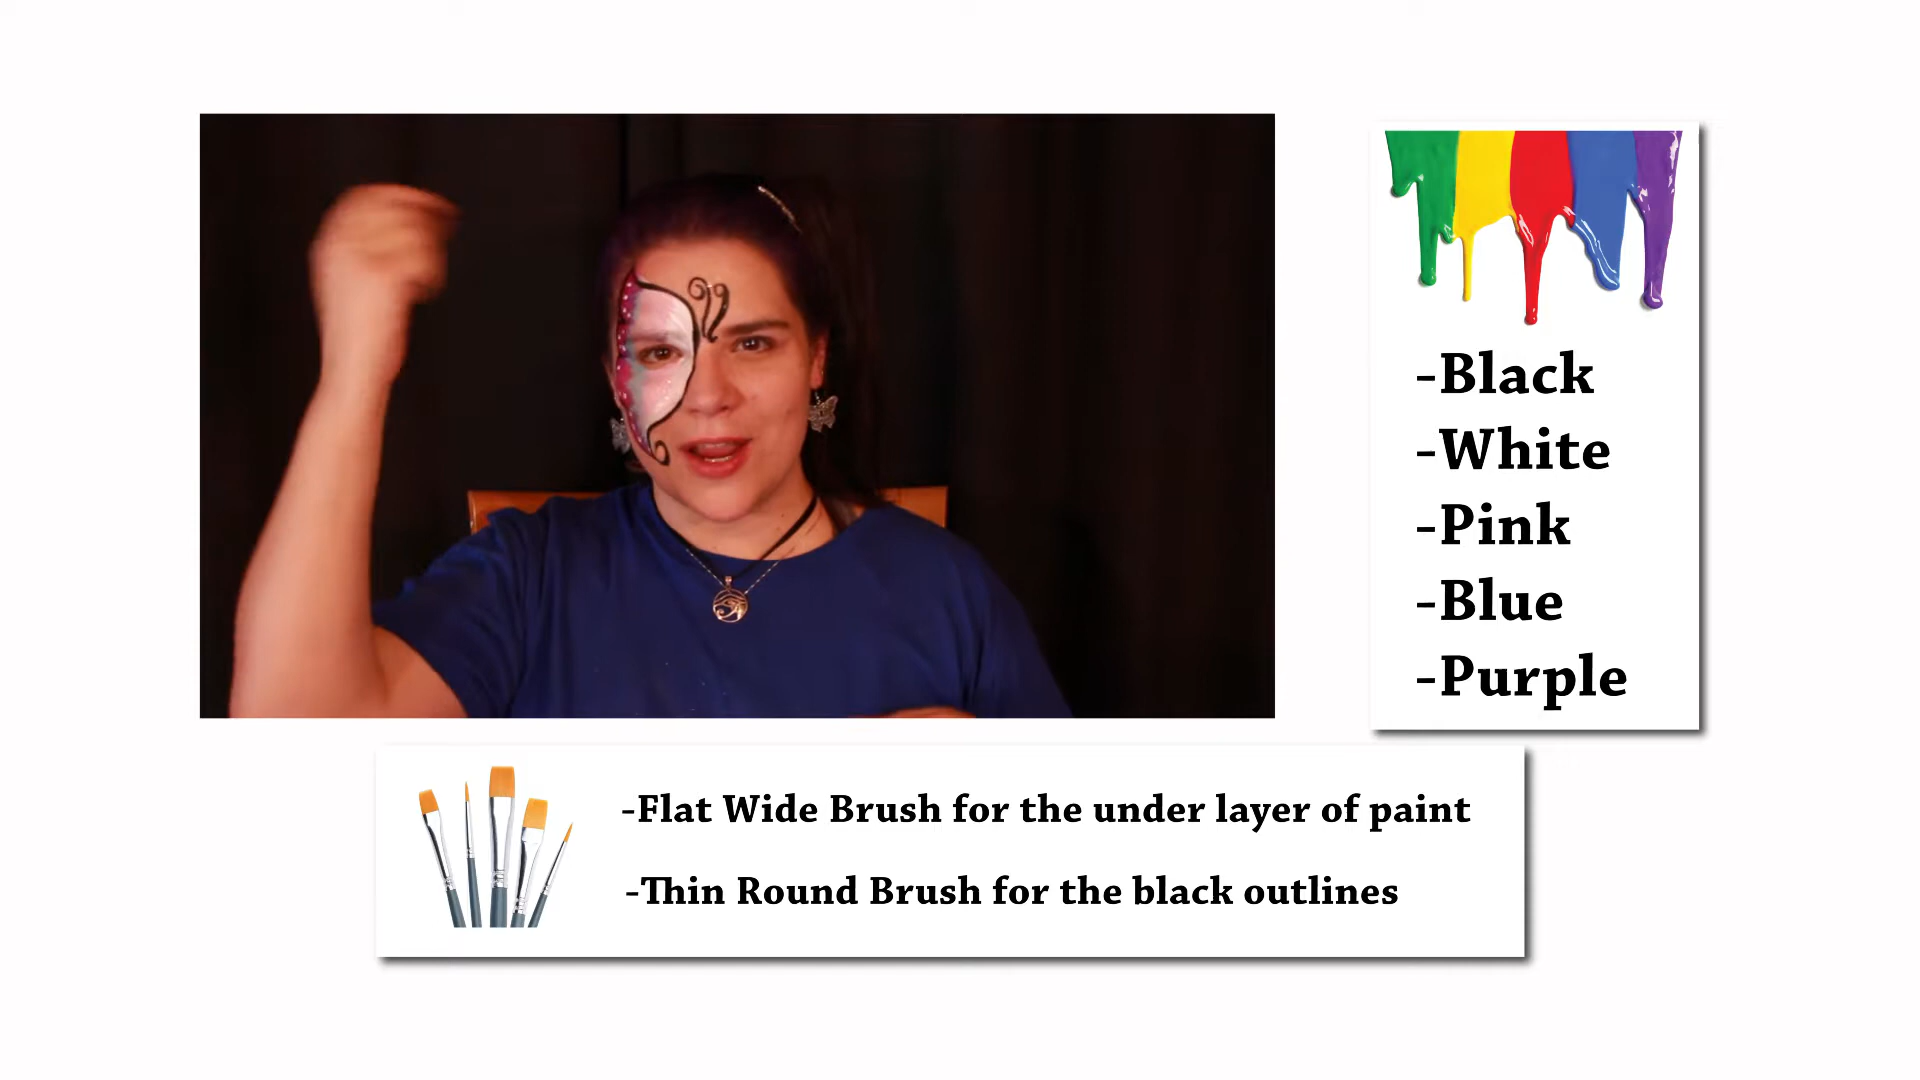 -Black
-White
-Pink
-Blue
-Purple
-Flat Wide Brush for the under layer of paint
-Thin Round Brush for the black outlines